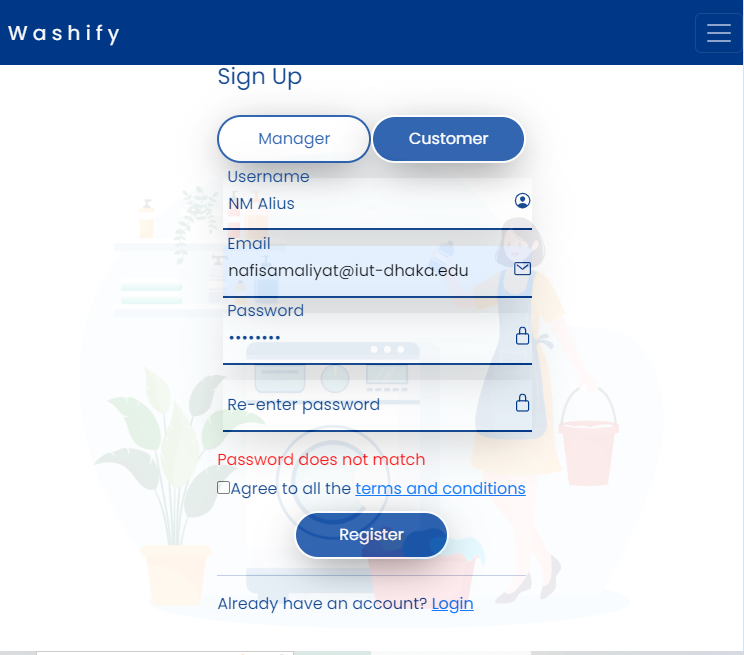 Washify
Sign Up
Manager Customer
Username
NM Alius
Email
nafisamaliyat@iut-dhaka.edu
Password
••••••••
Re-enter password
Password does not match
Agree to all the terms and conditions
Register
Already have an account? Login